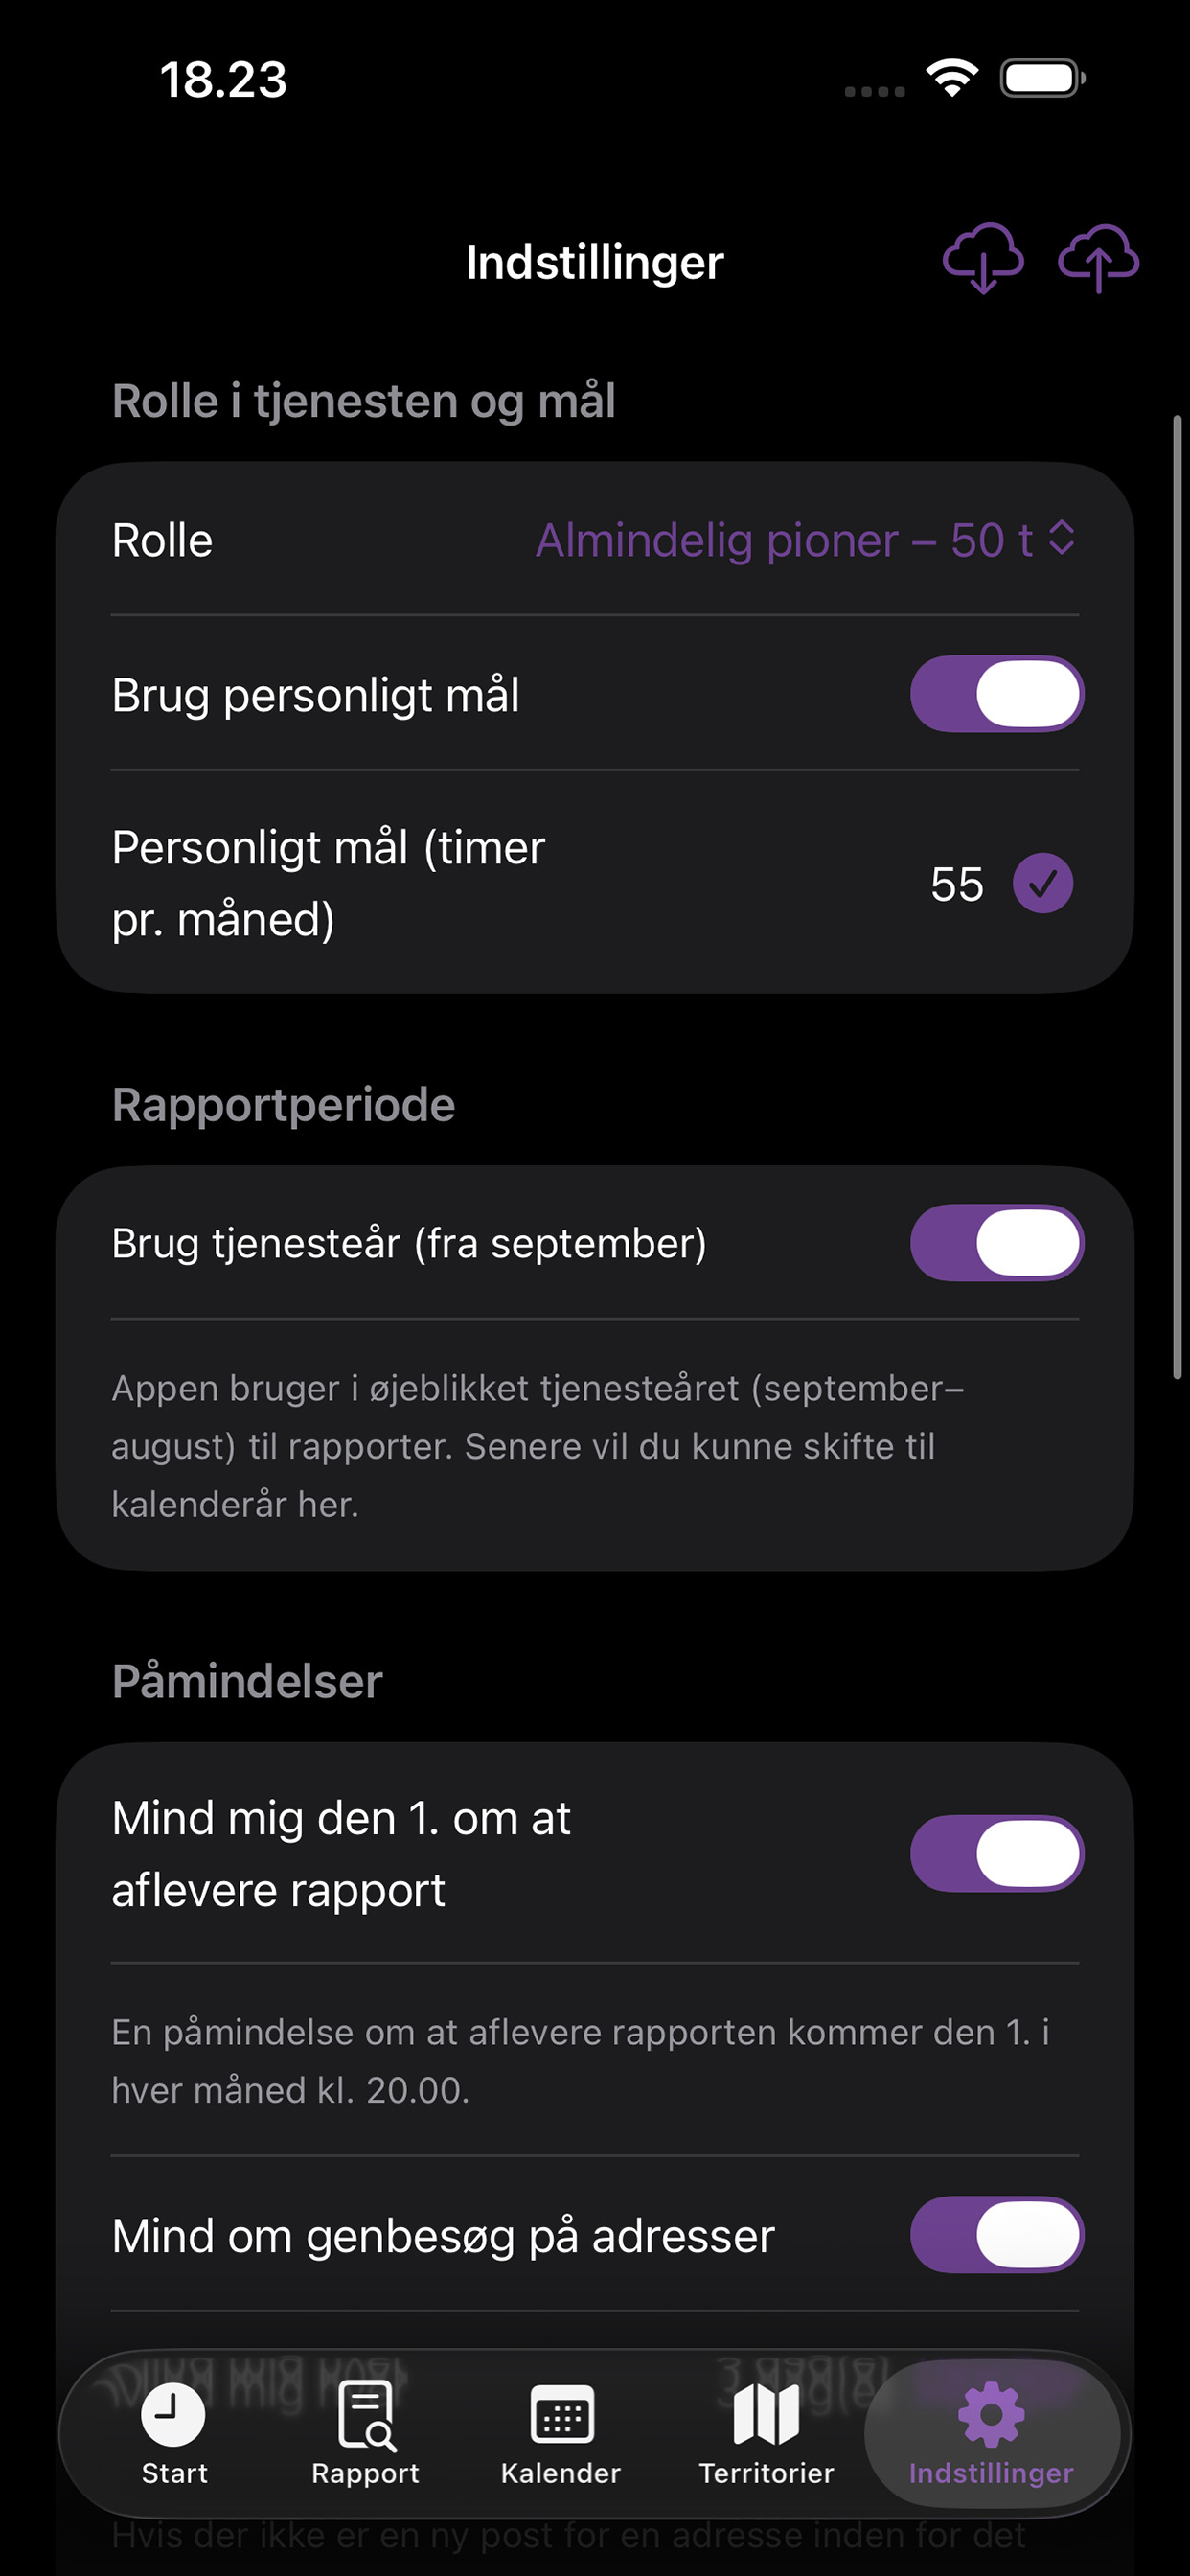 18.23
Indstillinger
Rolle i tjenesten og mål
Rolle
Almindelig pioner – 50 t
Brug personligt mål
Personligt mål (timer
pr. måned)
55
Rapportperiode
Brug tjenesteår (fra september)
Appen bruger i øjeblikket tjenesteåret (september–
august) til rapporter. Senere vil du kunne skifte til
kalenderår her.
Påmindelser
Mind mig den 1. om at
aflevere rapport
En påmindelse om at aflevere rapporten kommer den 1. i
hver måned kl. 20.00.
Mind om genbesøg på adresser
Start
Rapport
Kalender
Territorier
Indstillinger
Hvis der ikke er en ny post for en adresse inden for det